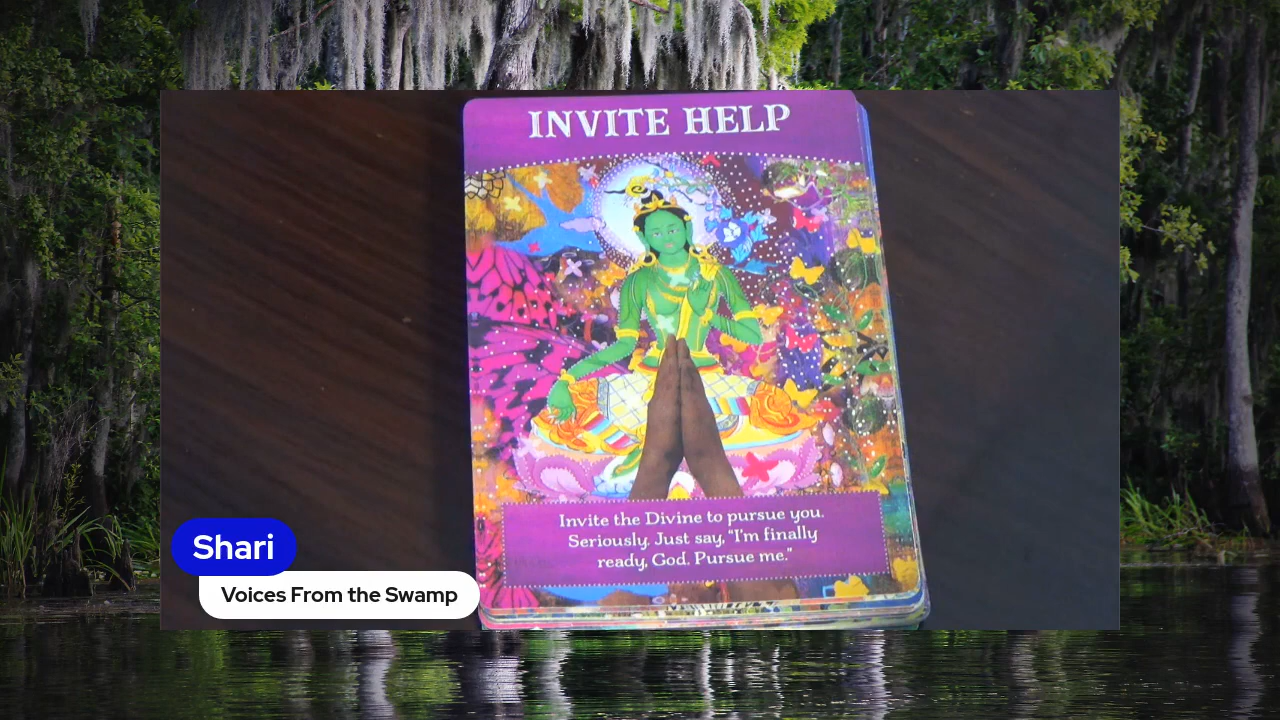 INVITE HELP
Invite the Divine to pursue you.
Seriously. Just say, "I'm finally
ready, God. Pursue me."
Shari
Voices From the Swamp